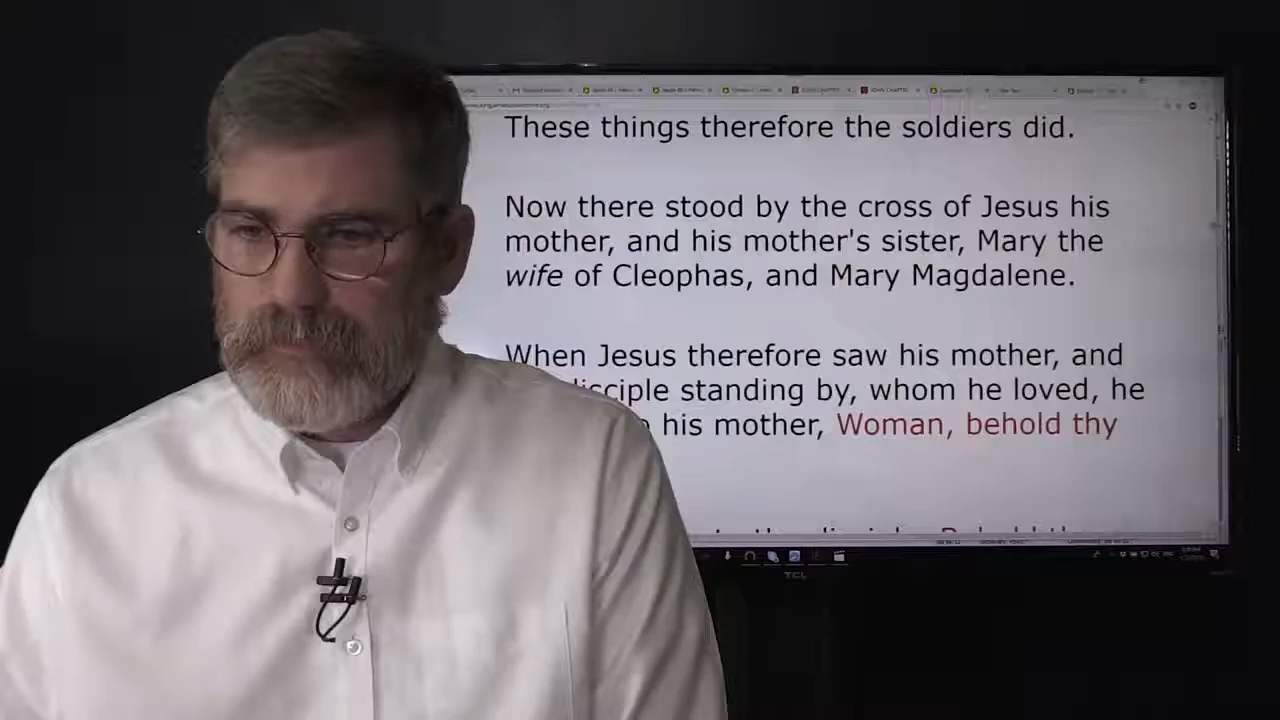 These things therefore the soldiers did.
Now there stood by the cross of Jesus his
mother, and his mother's sister, Mary the
wife of Cleophas, and Mary Magdalene.
When Jesus therefore saw his mother, and
disciple standing by, whom he loved, he
his mother, Woman, behold thy
TCL